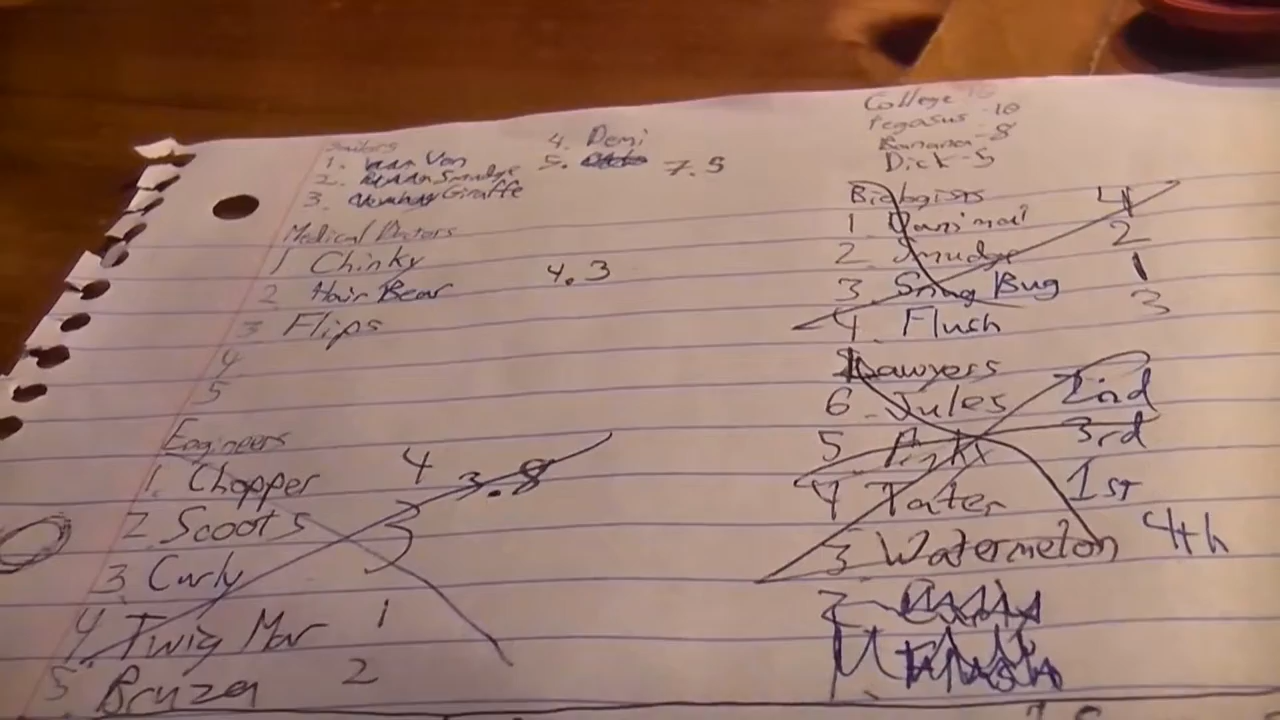 Sailors
1. Von
2. Smudge
3. Giraffe
4. Demi
5. 7.5
Medical Doctors
1 Chinky
2 Hair Bear 4.3
3 Flips
4
5
Engineers
1. Chopper 4 3.8
2. Scoots 3
3. Curly
4. Twig Mar 1
5. Bruzer 2
College
Pegasus - 10
Banana - 8
Dick - 5
Biologists 4
1 2
2 Smudge
3. Snug Bug 1
4. Flush 3
Lawyers
6. Jules 2nd
5. 3rd
4 Tater 1st
3. Watermelon 4th
2